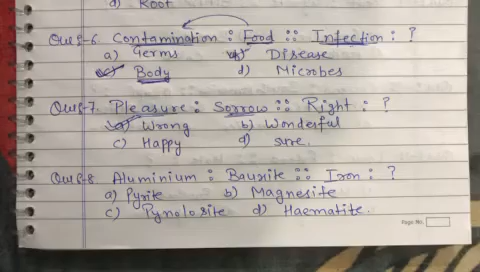 d) Root
Ques-6 Contamination : Food :: Infection : ?
a) Germs b) Disease
c) Body d) Microbes
Ques-7. Pleasure : Sorrow :: Right : ?
a) Wrong b) Wonderful
c) Happy d) sure.
Ques-8 Aluminium : Bauxite :: Iron : ?
a) Pyrite b) Magnesite
c) Pynolosite d) Haematite.
Page No.